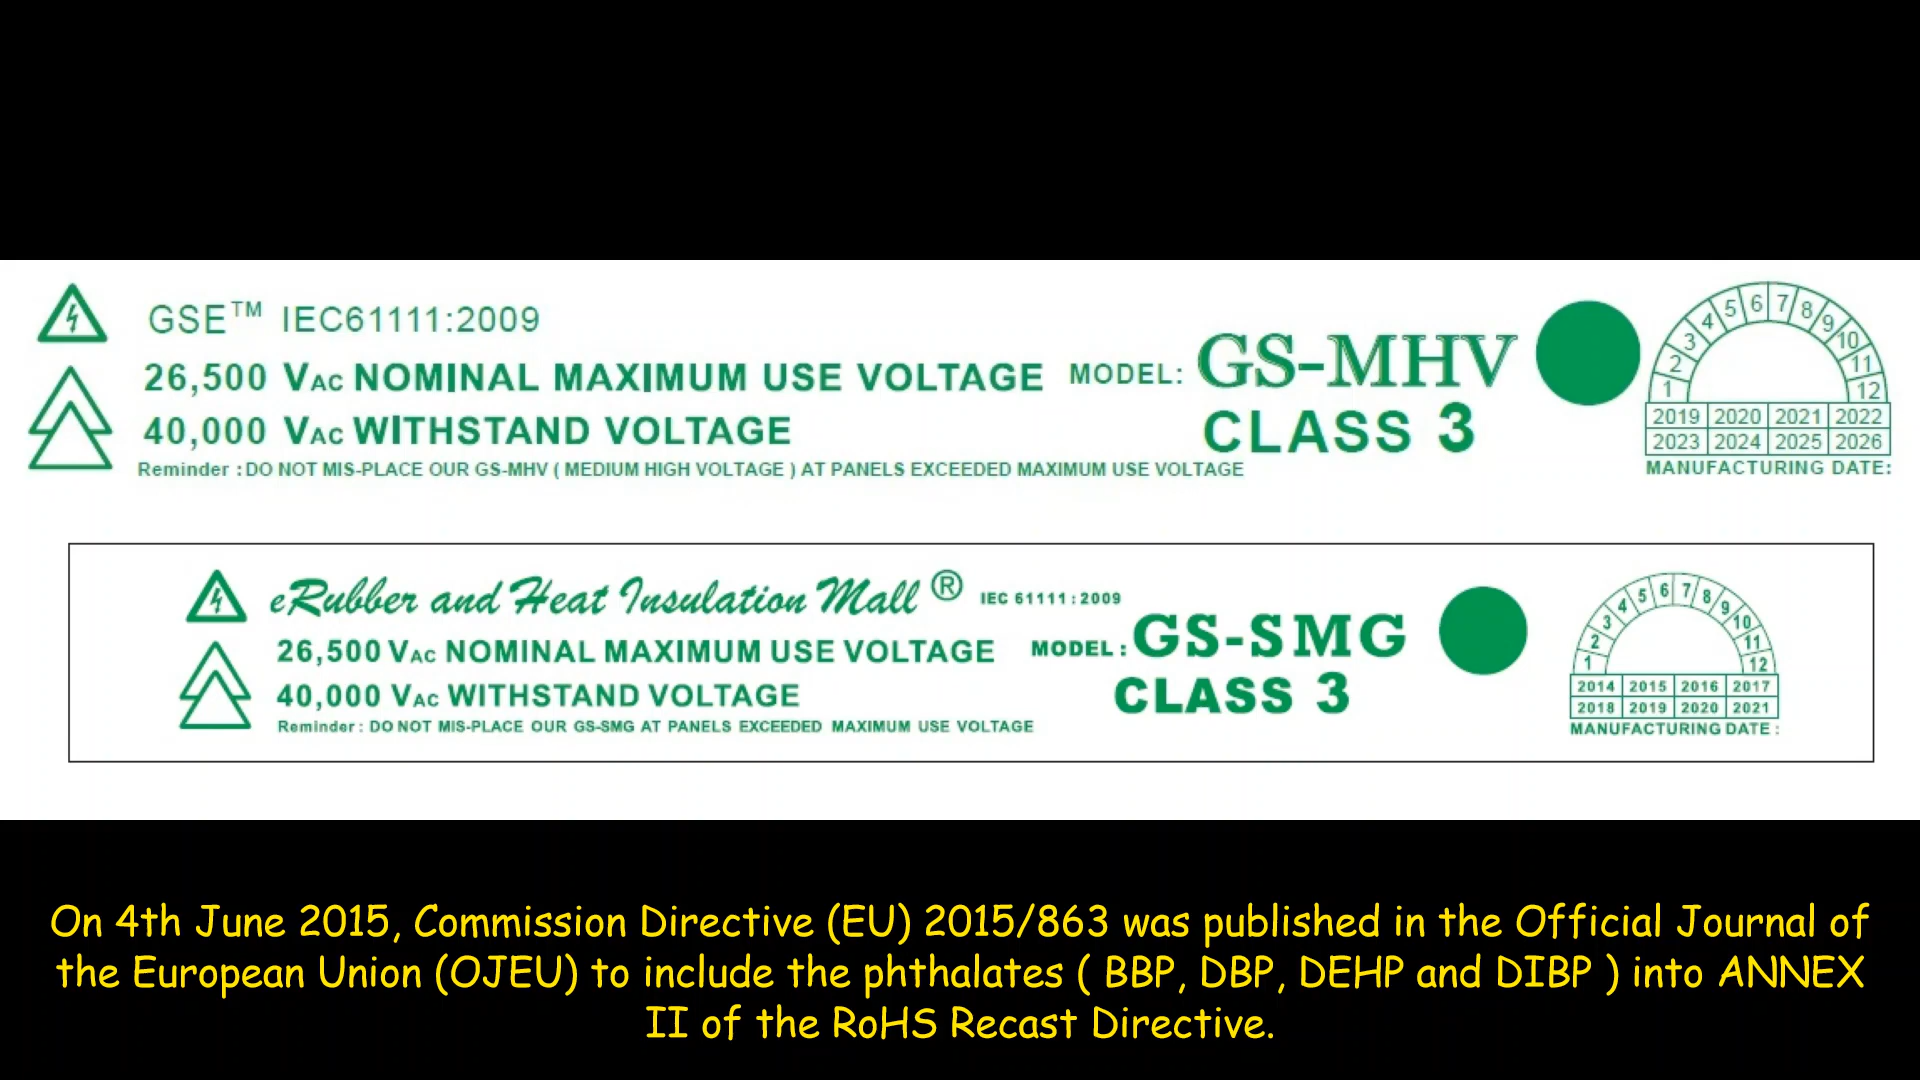 GSE™ IEC61111:2009
26,500 VAC NOMINAL MAXIMUM USE VOLTAGE
40,000 VAC WITHSTAND VOLTAGE
Reminder : DO NOT MIS-PLACE OUR GS-MHV ( MEDIUM HIGH VOLTAGE ) AT PANELS EXCEEDED MAXIMUM USE VOLTAGE
MODEL: GS-MHV
CLASS 3
1 2 3 4 5 6 7 8 9 10 11 12
2019 2020 2021 2022
2023 2024 2025 2026
MANUFACTURING DATE:
eRubber and Heat Insulation Mall ® IEC 61111:2009
26,500 VAC NOMINAL MAXIMUM USE VOLTAGE
40,000 VAC WITHSTAND VOLTAGE
Reminder : DO NOT MIS-PLACE OUR GS-SMG AT PANELS EXCEEDED MAXIMUM USE VOLTAGE
MODEL : GS-SMG
CLASS 3
1 2 3 4 5 6 7 8 9 10 11 12
2014 2015 2016 2017
2018 2019 2020 2021
MANUFACTURING DATE :
On 4th June 2015, Commission Directive (EU) 2015/863 was published in the Official Journal of
the European Union (OJEU) to include the phthalates ( BBP, DBP, DEHP and DIBP ) into ANNEX
II of the RoHS Recast Directive.